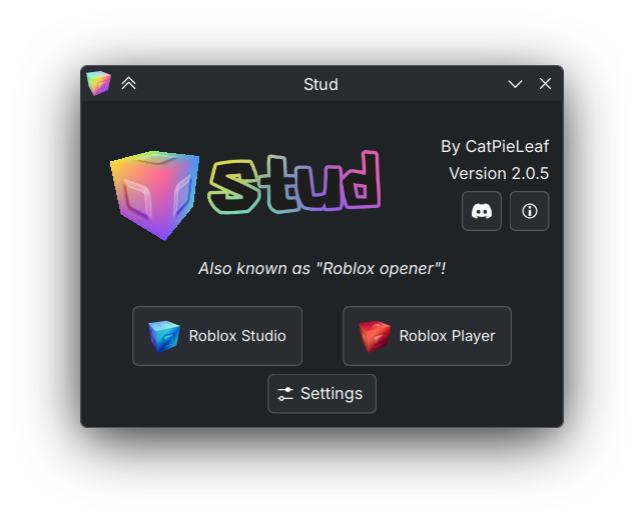 Stud
Stud
By CatPieLeaf
Version 2.0.5
Also known as "Roblox opener"!
Roblox Studio
Roblox Player
Settings